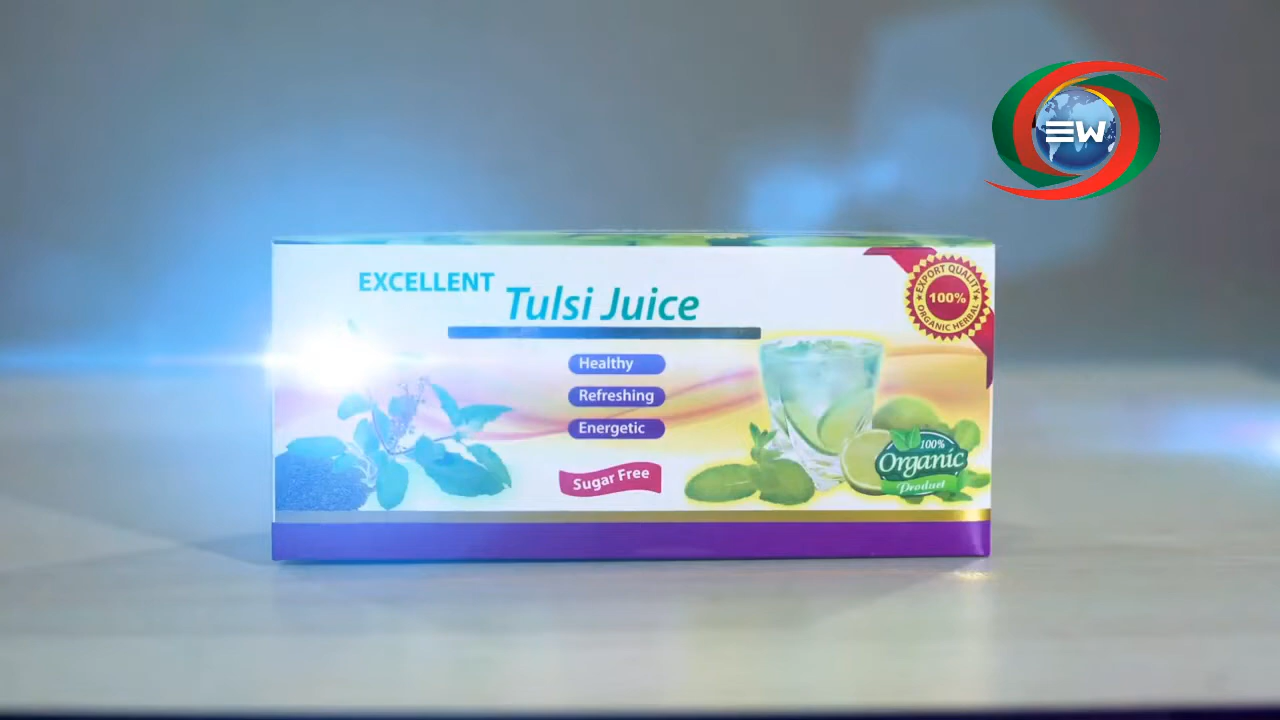 EW
EXCELLENT
Tulsi Juice
EXPORT QUALITY
100%
ORGANIC HERBAL
Healthy
Refreshing
Energetic
Sugar Free
100%
Organic
Product